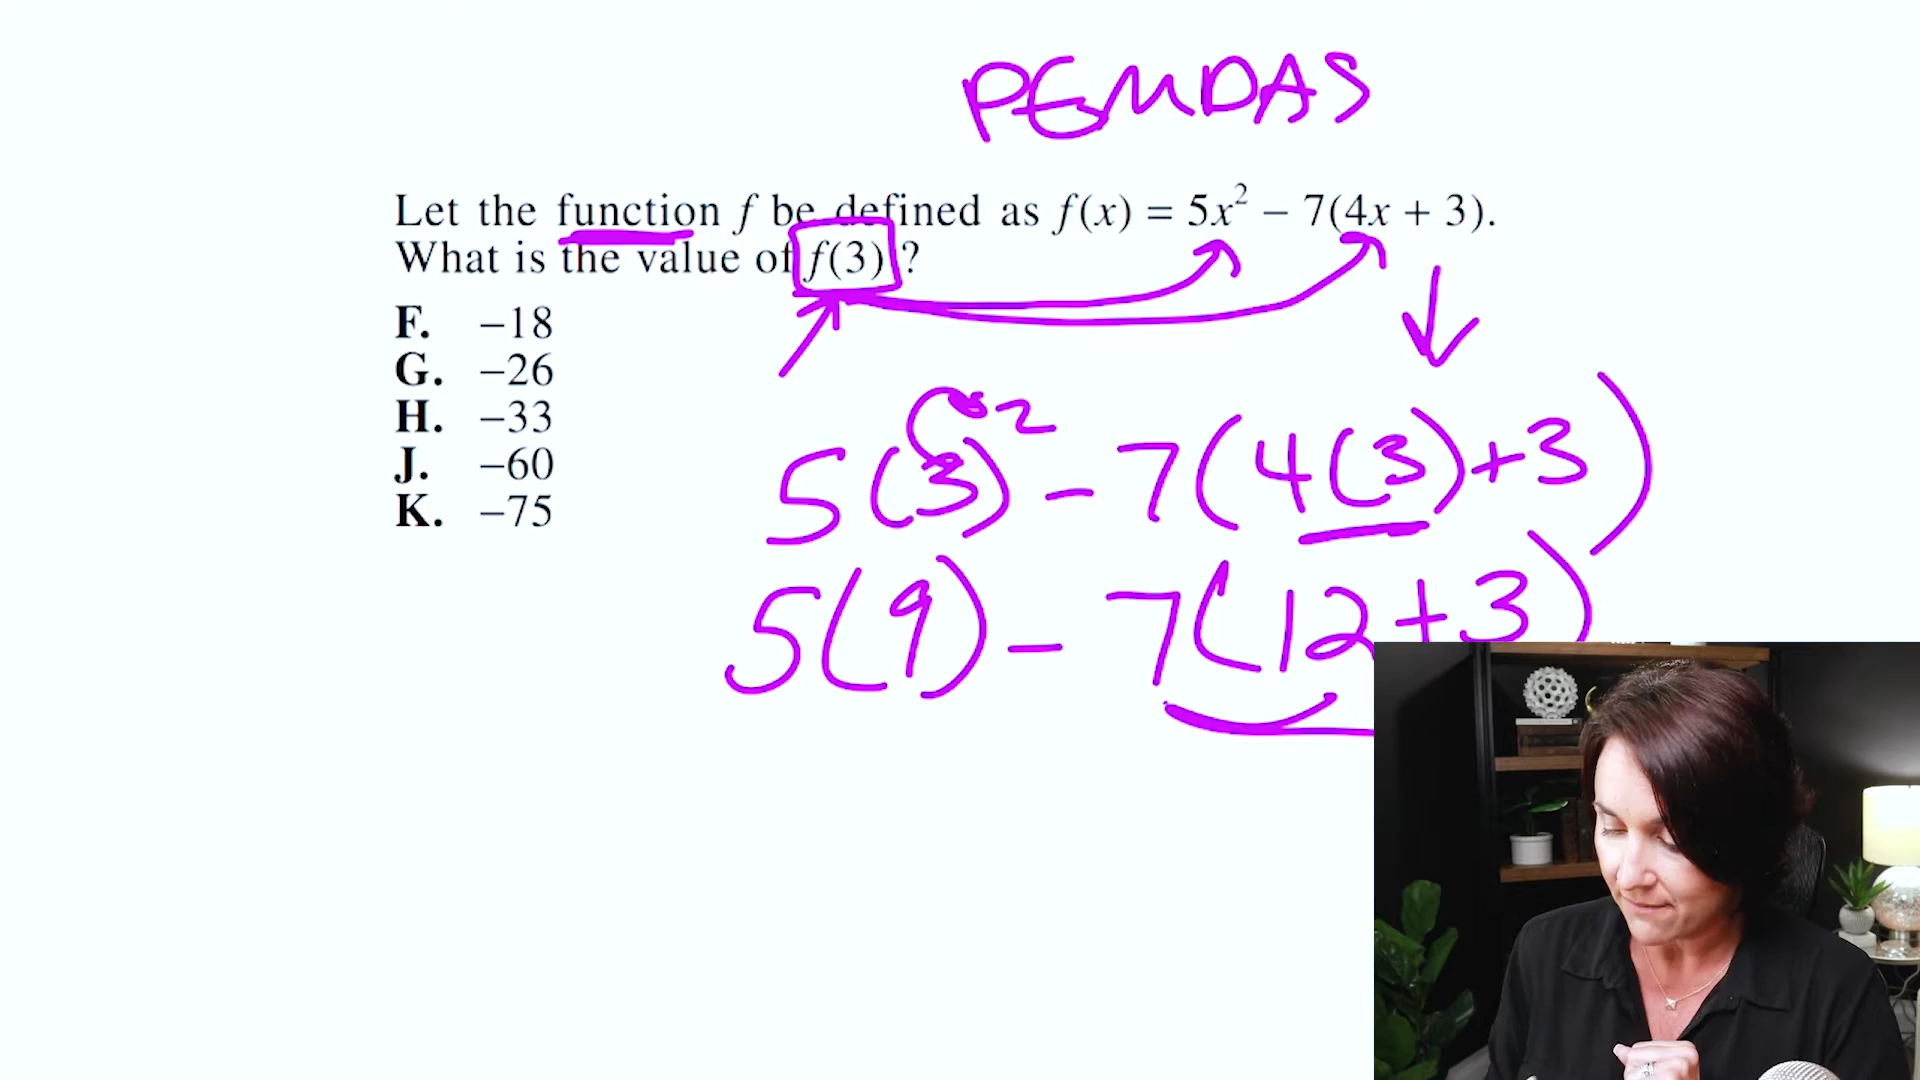 PEMDAS
Let the function f be defined as f(x) = 5x² – 7(4x + 3).
What is the value of f(3) ?
F. –18
G. –26
H. –33
J. –60
K. –75
5(3)² – 7(4(3)+3)
5(9) – 7(12+3)